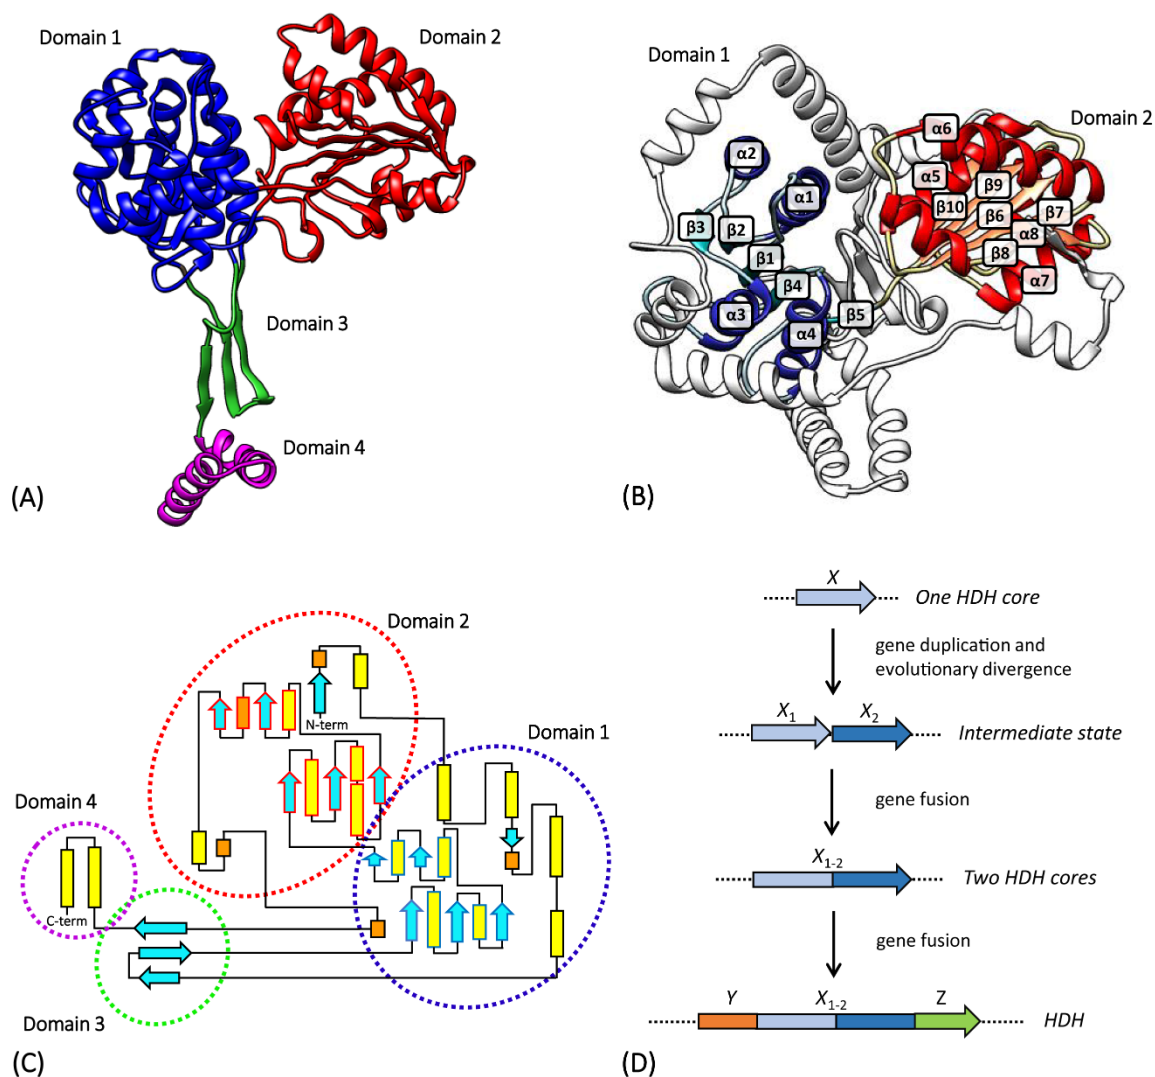 Domain 1
Domain 2
Domain 3
Domain 4
(A)
Domain 1
Domain 2
α6
α2
α5
α1
β9
β10
β3
β2
β6
β7
α8
β1
β8
β4
α7
α3
β5
α4
(B)
Domain 2
N-term
Domain 1
Domain 4
C-term
Domain 3
(C)
X
One HDH core
gene duplication and
evolutionary divergence
X1 X2
Intermediate state
gene fusion
X1-2
Two HDH cores
gene fusion
Y X1-2 Z
HDH
(D)